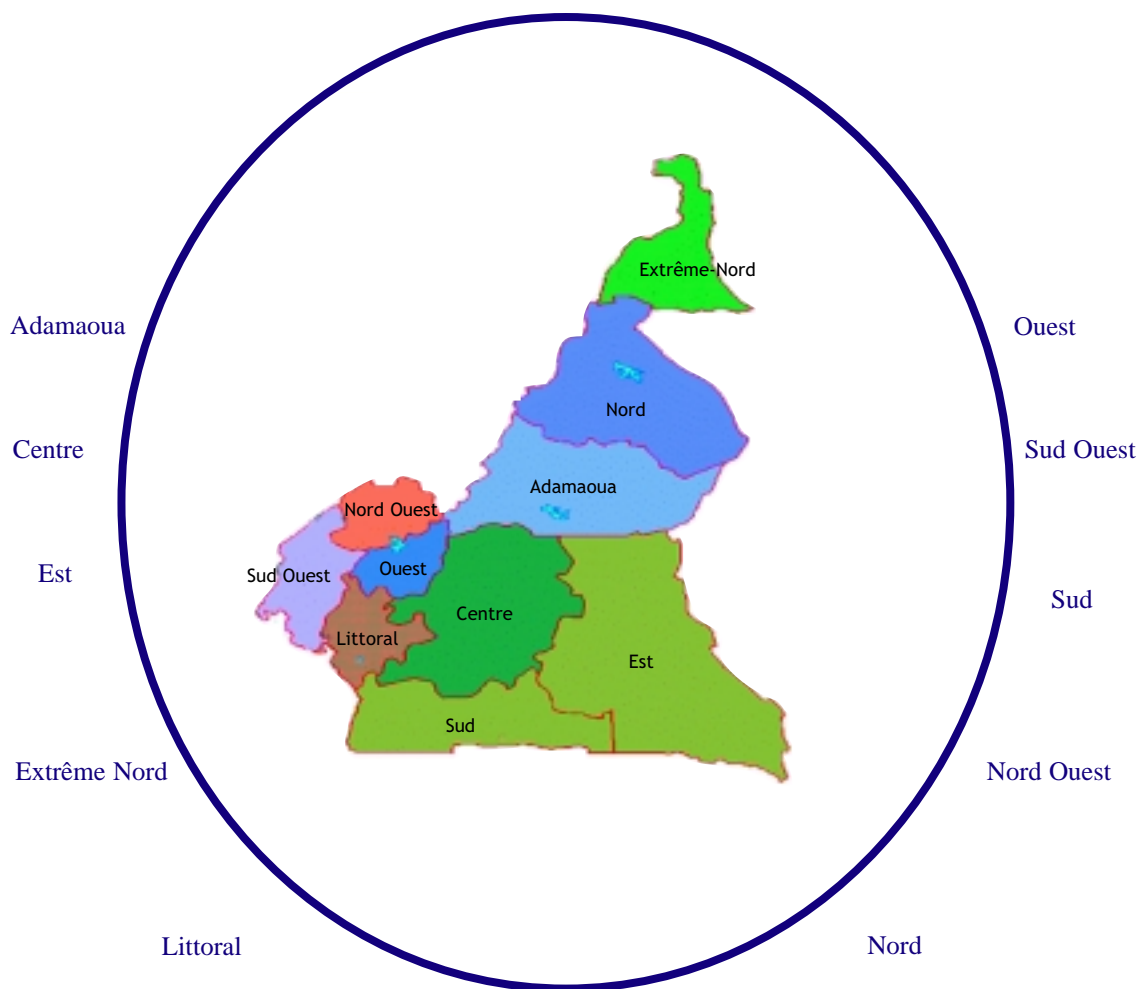 Extrême-Nord
Adamaoua
Ouest
Nord
Centre
Sud Ouest
Adamaoua
Nord Ouest
Ouest
Sud Ouest
Est
Sud
Centre
Littoral
Est
Sud
Extrême Nord
Nord Ouest
Littoral
Nord